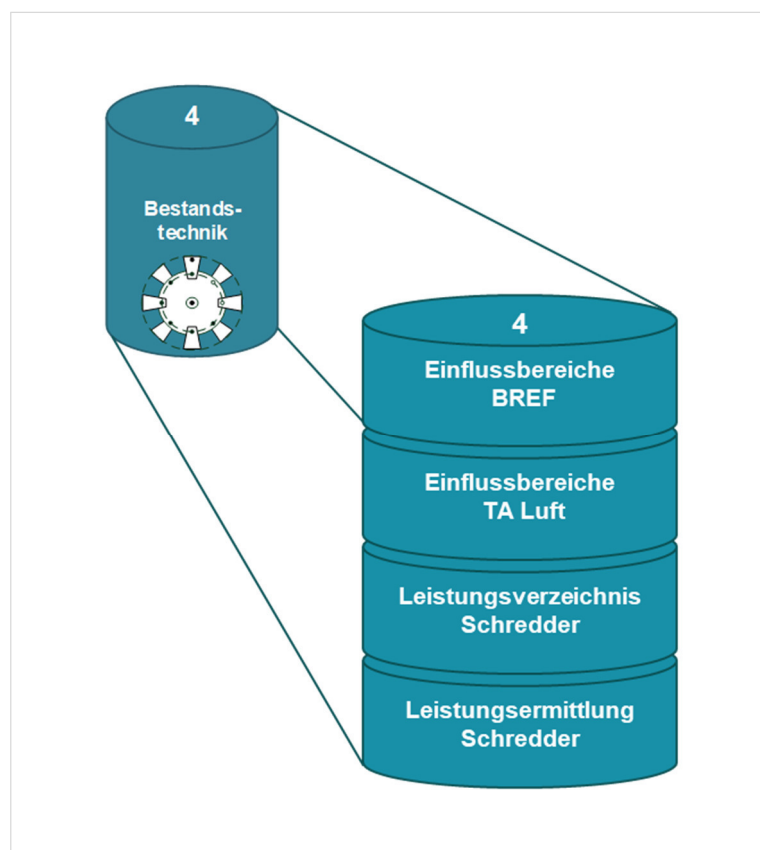 4
Bestands-
technik
4
Einflussbereiche
BREF
Einflussbereiche
TA Luft
Leistungsverzeichnis
Schredder
Leistungsermittlung
Schredder